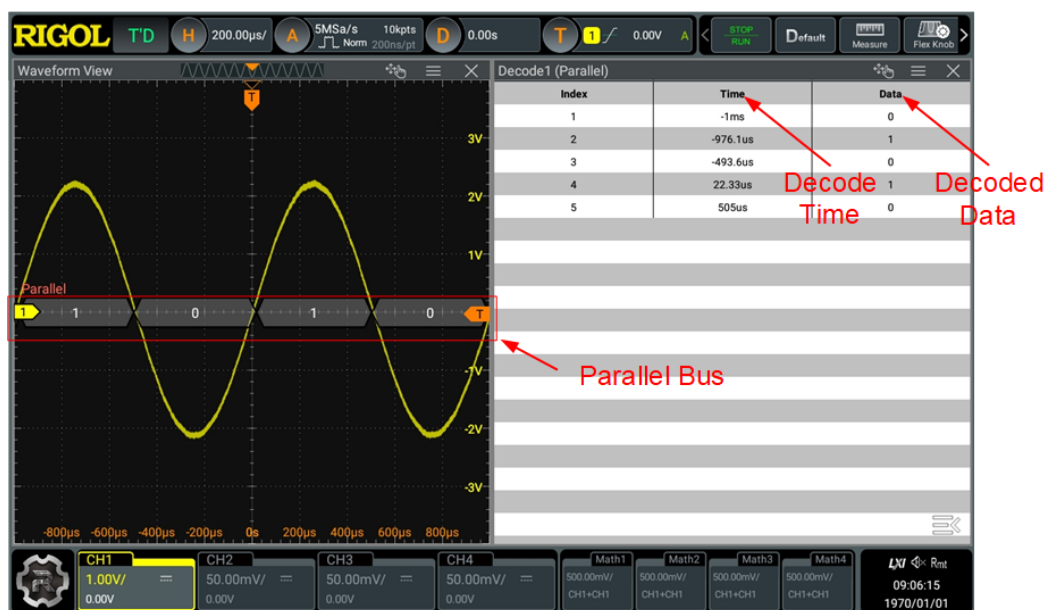 RIGOL T'D H 200.00µs/ A 5MSa/s 10kpts Norm 200ns/pt D 0.00s T 1 0.00V A STOP RUN Default Measure Flex Knob
Waveform View
T
3V
2V
1V
Parallel
1 1 0 1 0 T
-1V
-2V
-3V
-800µs -600µs -400µs -200µs 0s 200µs 400µs 600µs 800µs
Decode1 (Parallel)
Index Time Data
1 -1ms 0
2 -976.1us 1
3 -493.6us 0
4 22.33us 1
5 505us 0
Decode
Time
Decoded
Data
Parallel Bus
CH1 CH2 CH3 CH4 Math1 Math2 Math3 Math4
1.00V/ 50.00mV/ 50.00mV/ 50.00mV/ 500.00mV/ 500.00mV/ 500.00mV/ 500.00mV/
0.00V 0.00V 0.00V 0.00V CH1+CH1 CH1+CH1 CH1+CH1 CH1+CH1
LXI Rmt
09:06:15
1970/01/01